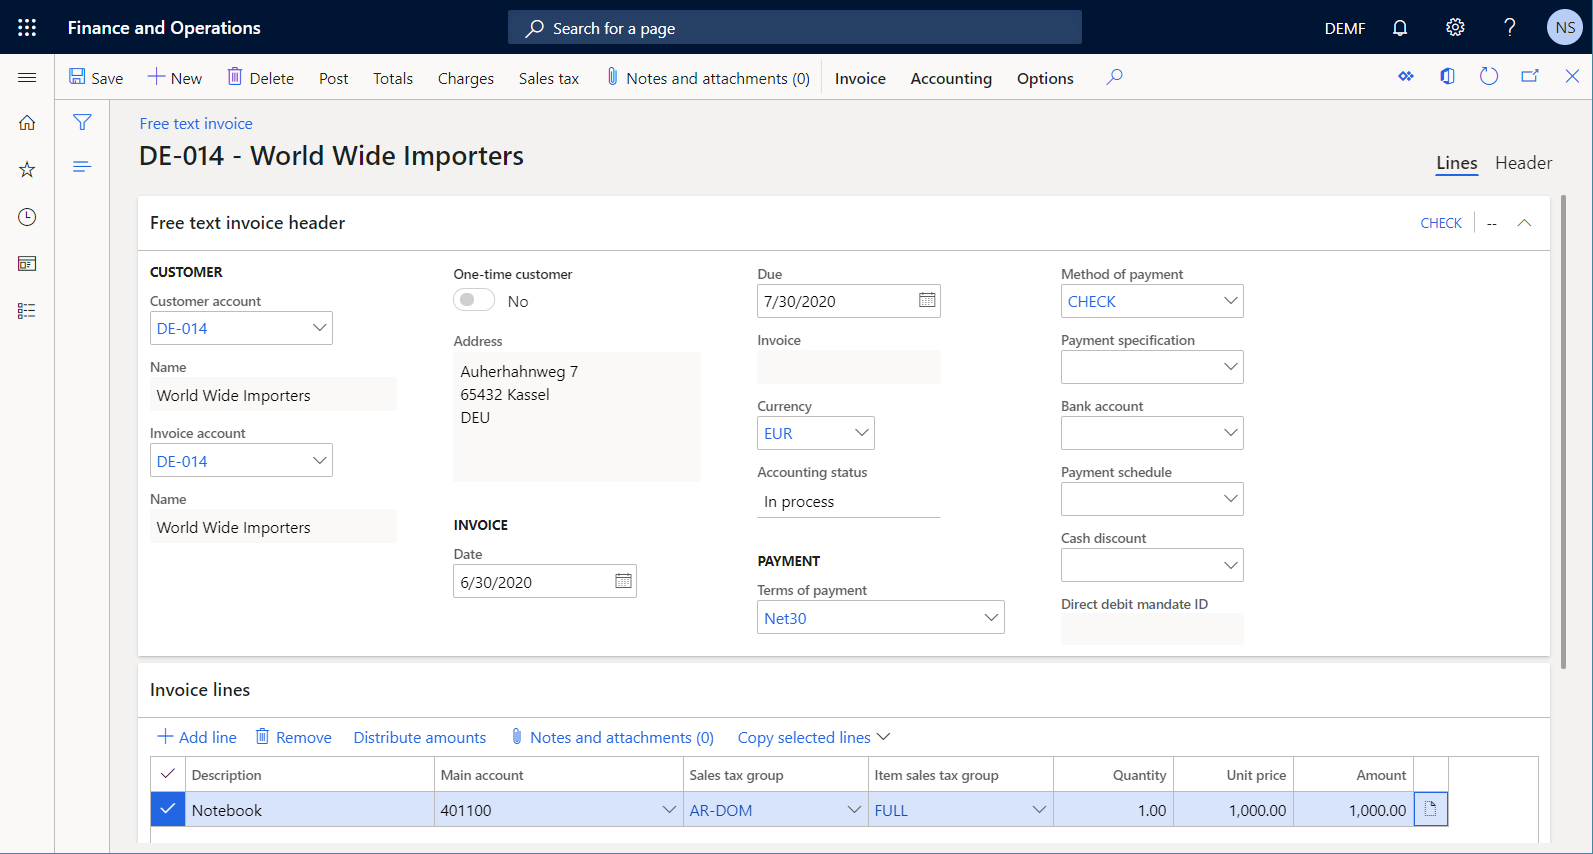 Finance and Operations
Search for a page
DEMF
?
NS
Save
New
Delete
Post
Totals
Charges
Sales tax
Notes and attachments (0)
Invoice
Accounting
Options
Free text invoice
DE-014 - World Wide Importers
Lines
Header
Free text invoice header
CHECK
--
CUSTOMER
Customer account
DE-014
Name
World Wide Importers
Invoice account
DE-014
Name
World Wide Importers
One-time customer
No
Address
Auherhahnweg 7
65432 Kassel
DEU
INVOICE
Date
6/30/2020
Due
7/30/2020
Invoice
Currency
EUR
Accounting status
In process
PAYMENT
Terms of payment
Net30
Method of payment
CHECK
Payment specification
Bank account
Payment schedule
Cash discount
Direct debit mandate ID
Invoice lines
Add line
Remove
Distribute amounts
Notes and attachments (0)
Copy selected lines
Description Main account Sales tax group Item sales tax group Quantity Unit price Amount
Notebook 401100 AR-DOM FULL 1.00 1,000.00 1,000.00